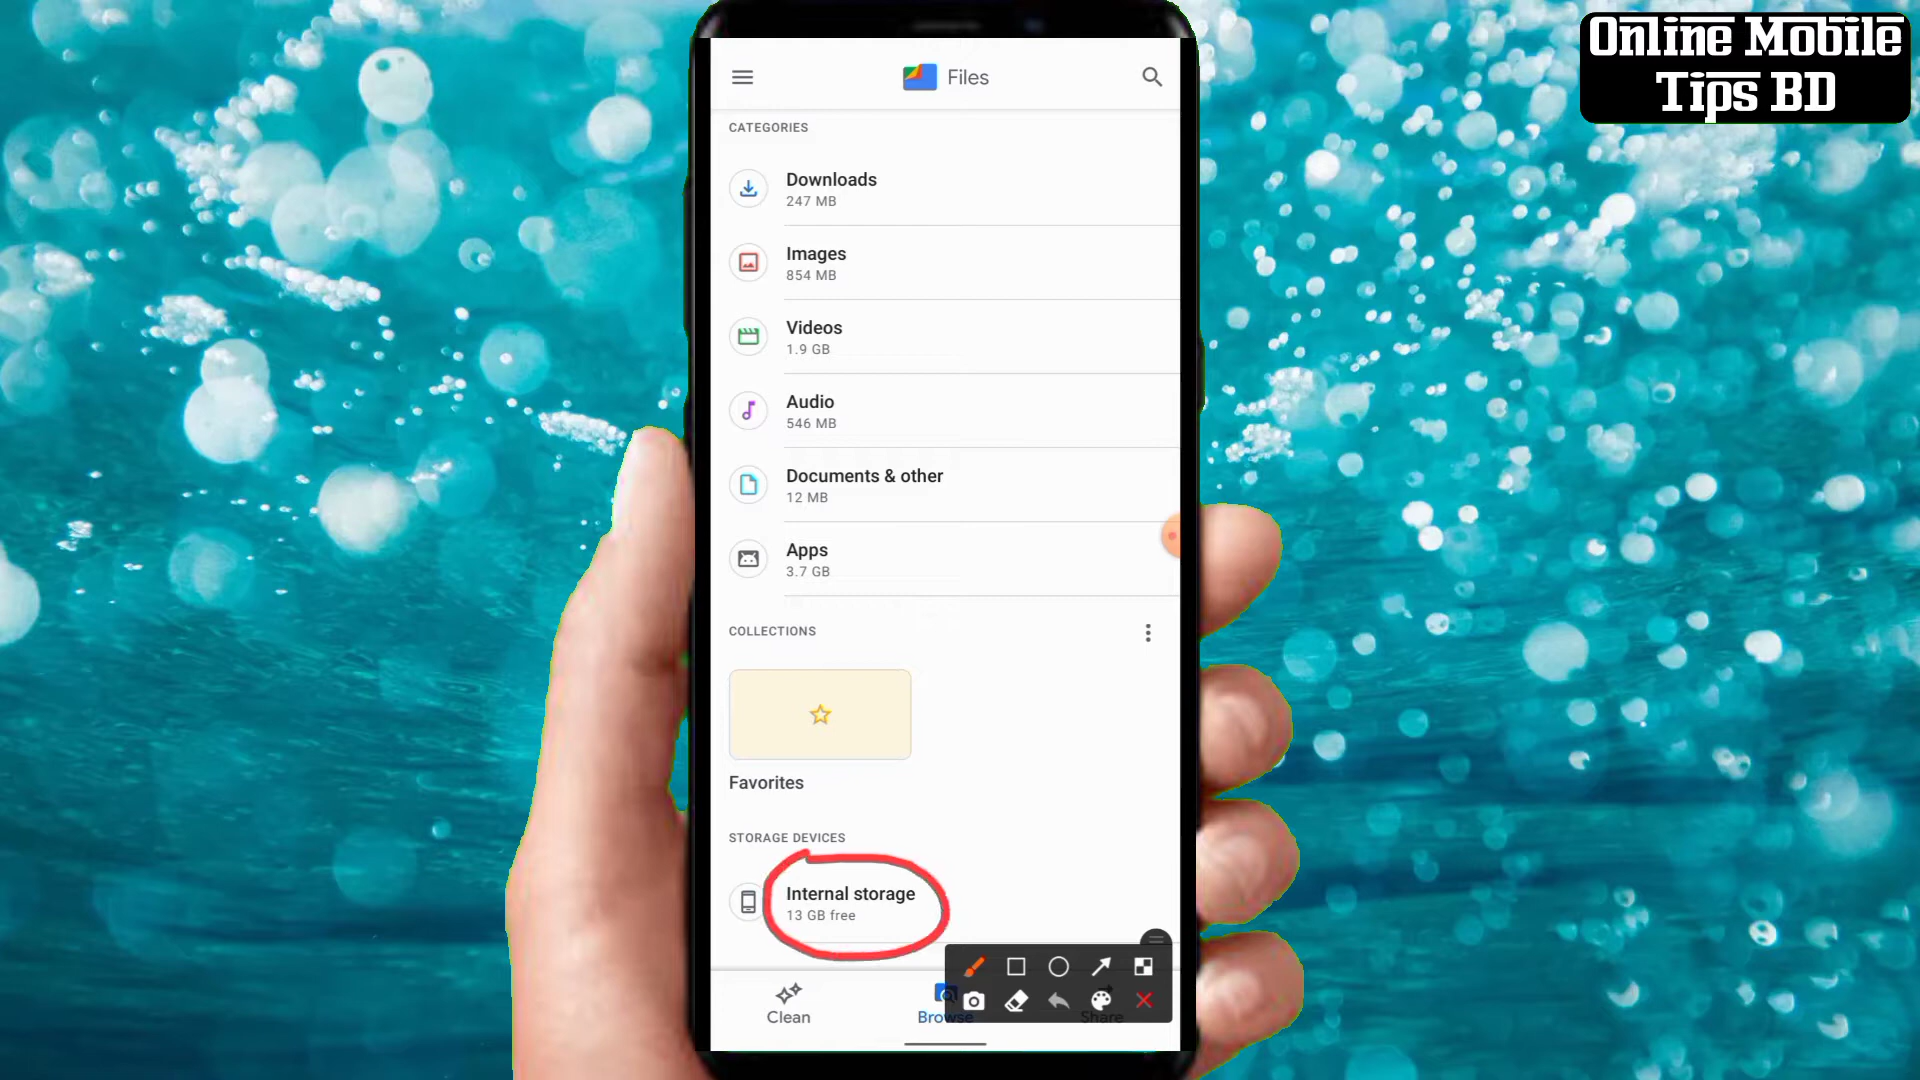 Online Mobile
Tips BD
Files
CATEGORIES
Downloads
247 MB
Images
854 MB
Videos
1.9 GB
Audio
546 MB
Documents & other
12 MB
Apps
3.7 GB
COLLECTIONS
Favorites
STORAGE DEVICES
Internal storage
13 GB free
Clean
Browse
Share